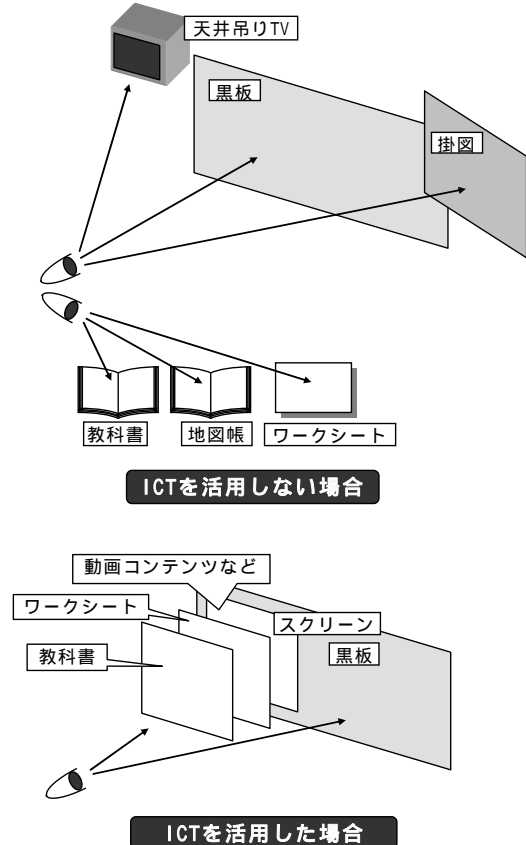 天井吊りTV
黒板
掛図
教科書
地図帳
ワークシート
ICTを活用しない場合
動画コンテンツなど
ワークシート
スクリーン
教科書
黒板
ICTを活用した場合